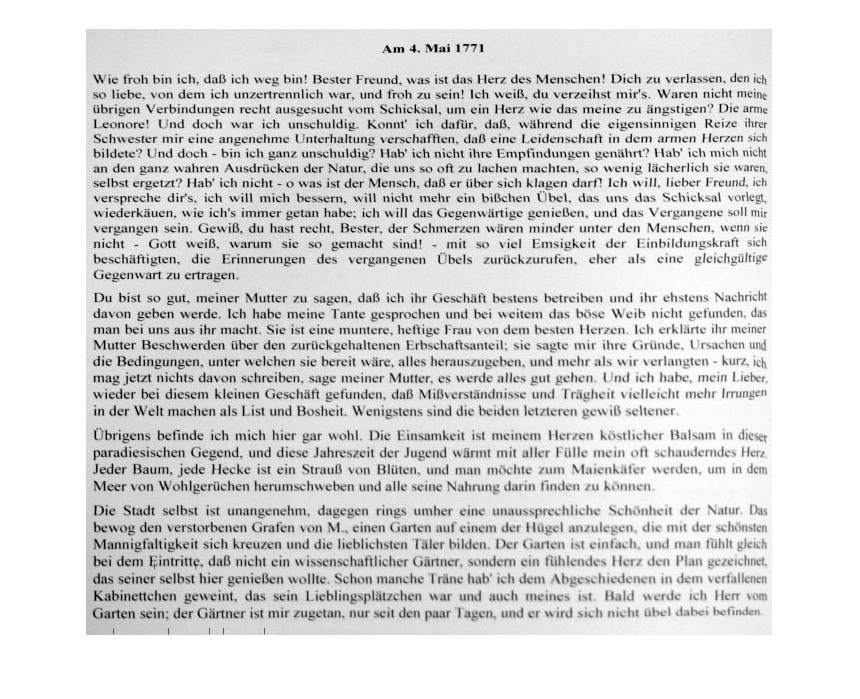 Am 4. Mai 1771
Wie froh bin ich, daß ich weg bin! Bester Freund, was ist das Herz des Menschen! Dich zu verlassen, den ich
so liebe, von dem ich unzertrennlich war, und froh zu sein! Ich weiß, du verzeihst mir's. Waren nicht meine
übrigen Verbindungen recht ausgesucht vom Schicksal, um ein Herz wie das meine zu ängstigen? Die arme
Leonore! Und doch war ich unschuldig. Konnt' ich dafür, daß, während die eigensinnigen Reize ihrer
Schwester mir eine angenehme Unterhaltung verschafften, daß eine Leidenschaft in dem armen Herzen sich
bildete? Und doch - bin ich ganz unschuldig? Hab' ich nicht ihre Empfindungen genährt? Hab' ich mich nicht
an den ganz wahren Ausdrücken der Natur, die uns so oft zu lachen machten, so wenig lächerlich sie waren,
selbst ergetzt? Hab' ich nicht - o was ist der Mensch, daß er über sich klagen darf! Ich will, lieber Freund, ich
verspreche dir's, ich will mich bessern, will nicht mehr ein bißchen Übel, das uns das Schicksal vorlegt,
wiederkäuen, wie ich's immer getan habe; ich will das Gegenwärtige genießen, und das Vergangene soll mir
vergangen sein. Gewiß, du hast recht, Bester, der Schmerzen wären minder unter den Menschen, wenn sie
nicht - Gott weiß, warum sie so gemacht sind! - mit so viel Emsigkeit der Einbildungskraft sich
beschäftigten, die Erinnerungen des vergangenen Übels zurückzurufen, eher als eine gleichgültige
Gegenwart zu ertragen.
Du bist so gut, meiner Mutter zu sagen, daß ich ihr Geschäft bestens betreiben und ihr ehstens Nachricht
davon geben werde. Ich habe meine Tante gesprochen und bei weitem das böse Weib nicht gefunden, das
man bei uns aus ihr macht. Sie ist eine muntere, heftige Frau von dem besten Herzen. Ich erklärte ihr meiner
Mutter Beschwerden über den zurückgehaltenen Erbschaftsanteil; sie sagte mir ihre Gründe, Ursachen und
die Bedingungen, unter welchen sie bereit wäre, alles herauszugeben, und mehr als wir verlangten - kurz, ich
mag jetzt nichts davon schreiben, sage meiner Mutter, es werde alles gut gehen. Und ich habe, mein Lieber,
wieder bei diesem kleinen Geschäft gefunden, daß Mißverständnisse und Trägheit vielleicht mehr Irrungen
in der Welt machen als List und Bosheit. Wenigstens sind die beiden letzteren gewiß seltener.
Übrigens befinde ich mich hier gar wohl. Die Einsamkeit ist meinem Herzen köstlicher Balsam in dieser
paradiesischen Gegend, und diese Jahreszeit der Jugend wärmt mit aller Fülle mein oft schauderndes Herz.
Jeder Baum, jede Hecke ist ein Strauß von Blüten, und man möchte zum Maienkäfer werden, um in dem
Meer von Wohlgerüchen herumschweben und alle seine Nahrung darin finden zu können.
Die Stadt selbst ist unangenehm, dagegen rings umher eine unaussprechliche Schönheit der Natur. Das
bewog den verstorbenen Grafen von M., einen Garten auf einem der Hügel anzulegen, die mit der schönsten
Mannigfaltigkeit sich kreuzen und die lieblichsten Täler bilden. Der Garten ist einfach, und man fühlt gleich
bei dem Eintritte, daß nicht ein wissenschaftlicher Gärtner, sondern ein fühlendes Herz den Plan gezeichnet,
das seiner selbst hier genießen wollte. Schon manche Träne hab' ich dem Abgeschiedenen in dem verfallenen
Kabinettchen geweint, das sein Lieblingsplätzchen war und auch meines ist. Bald werde ich Herr vom
Garten sein; der Gärtner ist mir zugetan, nur seit den paar Tagen, und er wird sich nicht übel dabei befinden.